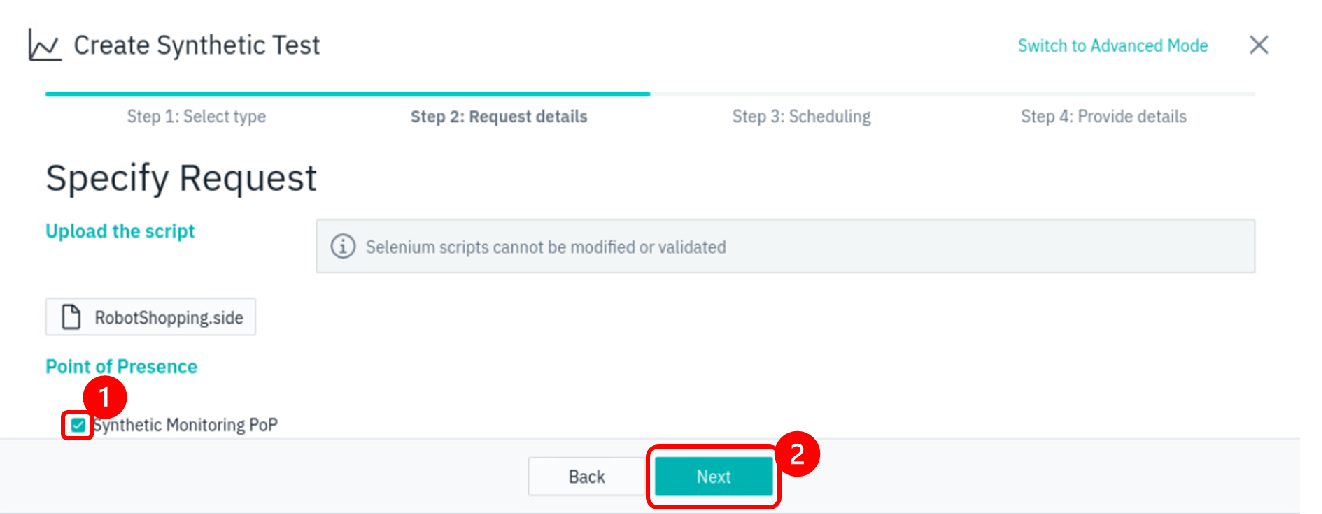 Create Synthetic Test
Switch to Advanced Mode
Step 1: Select type
Step 2: Request details
Step 3: Scheduling
Step 4: Provide details
Specify Request
Upload the script
Selenium scripts cannot be modified or validated
RobotShopping.side
Point of Presence
1
Synthetic Monitoring PoP
Back
Next
2